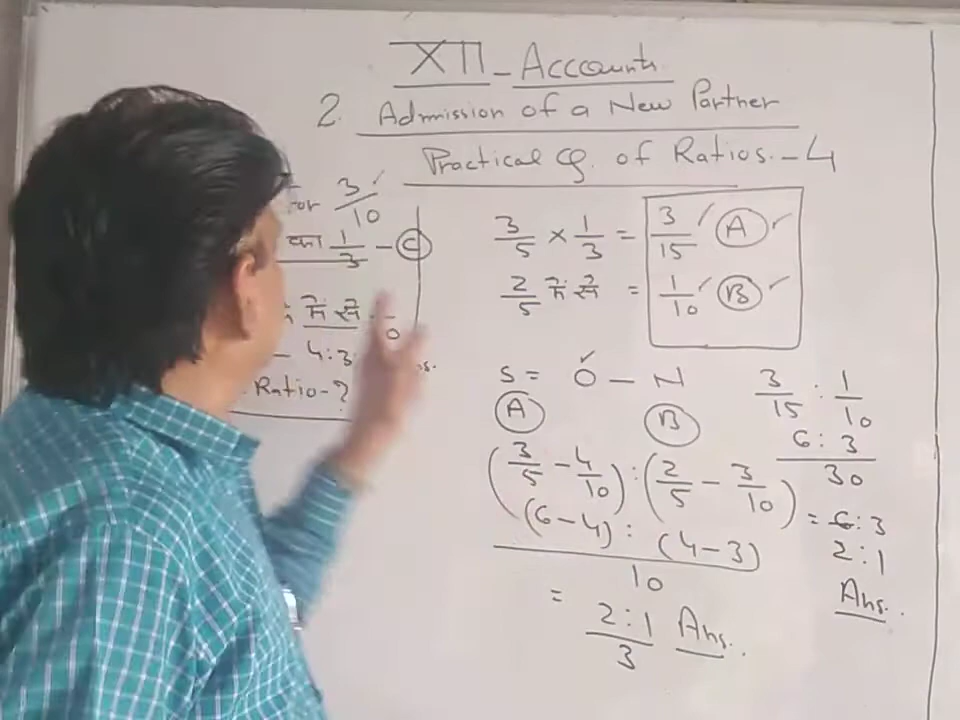 XII - Accounts
2. Admission of a New Partner
Practical Q. of Ratios. - 4
for 3/10
का 1/3 - C
में से
- 4:3
Ratio - ?
3/5 × 1/3 = 3/15 A
2/5 में से = 1/10 B
S = O - N
A B
(3/5 - 4/10) : (2/5 - 3/10)
(6-4) : (4-3)
10
= 2:1 Ans.
3
3/15 : 1/10
6 : 3
30
= 6:3
2:1
Ans.